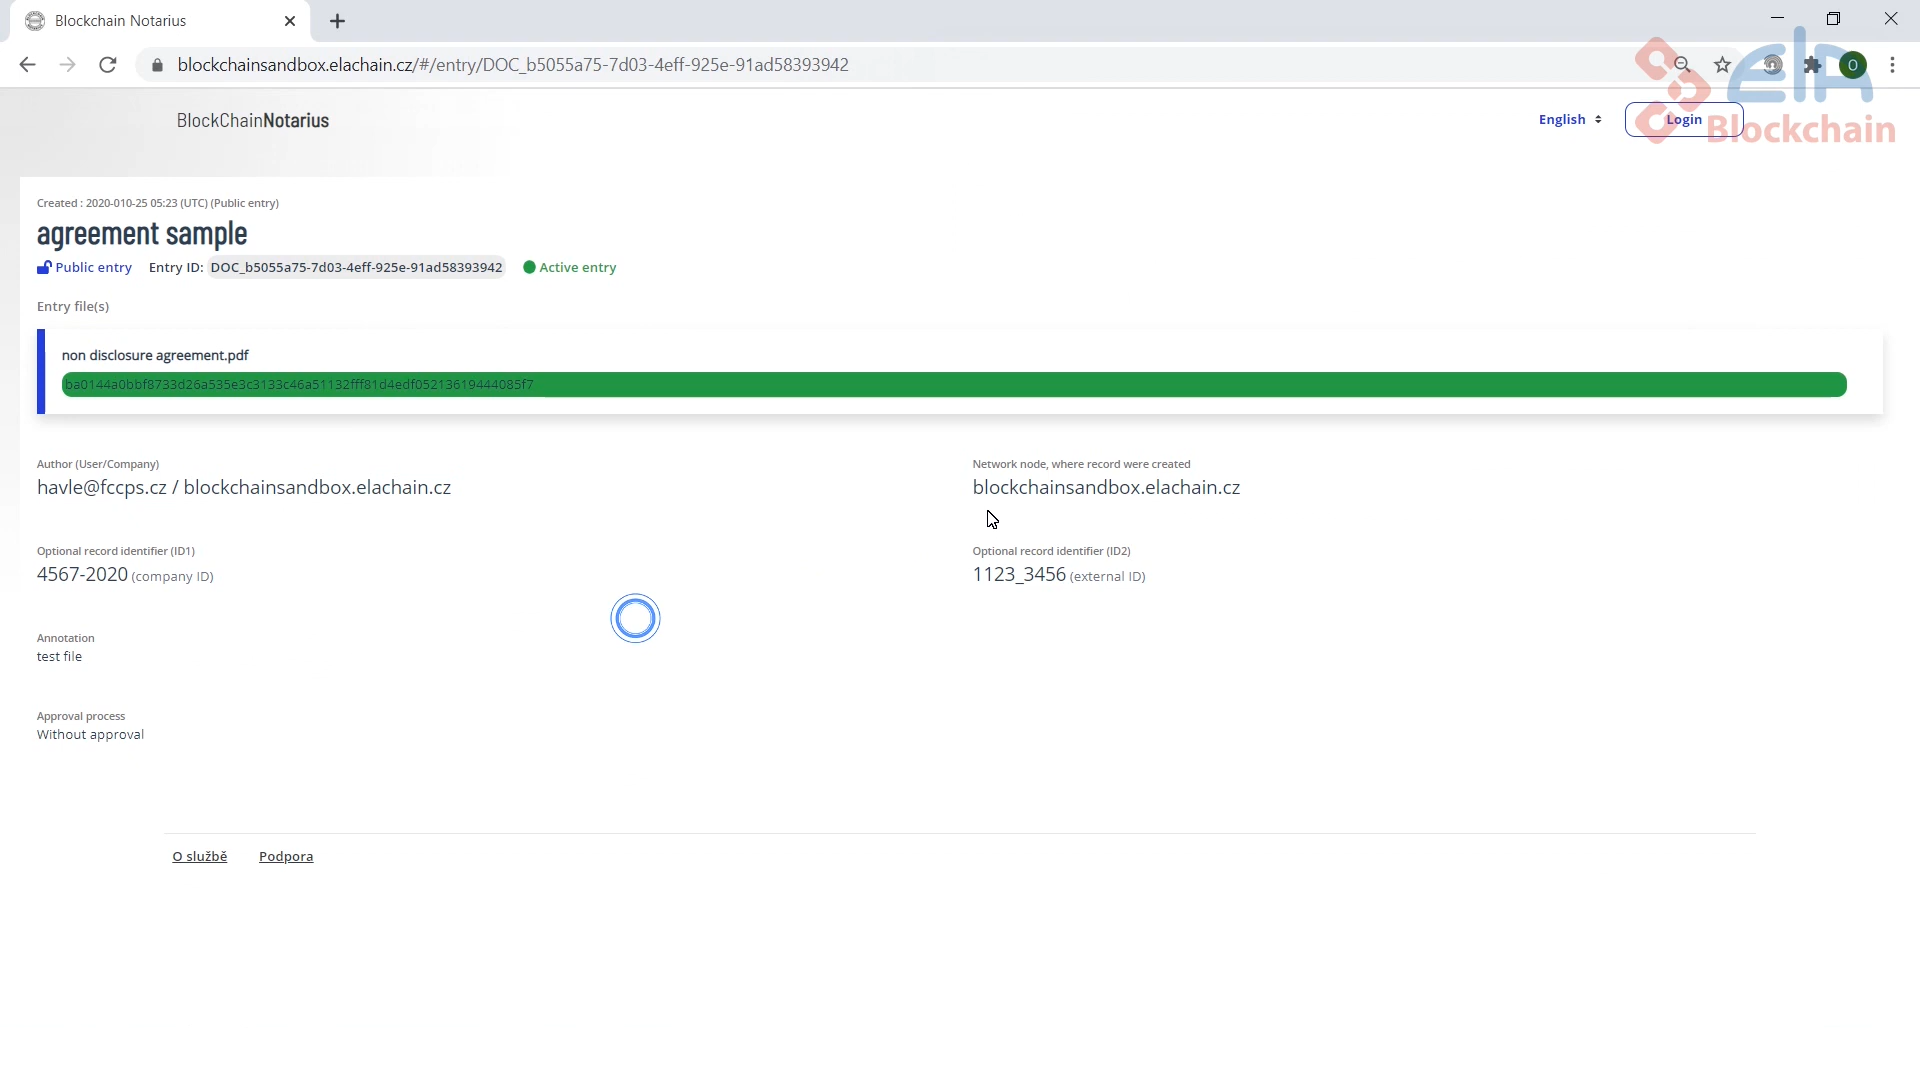 Blockchain Notarius
blockchainsandbox.elachain.cz/#/entry/DOC_b5055a75-7d03-4eff-925e-91ad58393942
O
ela
Blockchain
BlockChainNotarius
English
Login
Created : 2020-010-25 05:23 (UTC) (Public entry)
agreement sample
Public entry Entry ID: DOC_b5055a75-7d03-4eff-925e-91ad58393942 Active entry
Entry file(s)
non disclosure agreement.pdf
ba0144a0bbf8733d26a535e3c3133c46a51132fff81d4edf05213619444085f7
Author (User/Company)
havle@fccps.cz / blockchainsandbox.elachain.cz
Network node, where record were created
blockchainsandbox.elachain.cz
Optional record identifier (ID1)
4567-2020 (company ID)
Optional record identifier (ID2)
1123_3456 (external ID)
Annotation
test file
Approval process
Without approval
O službě Podpora